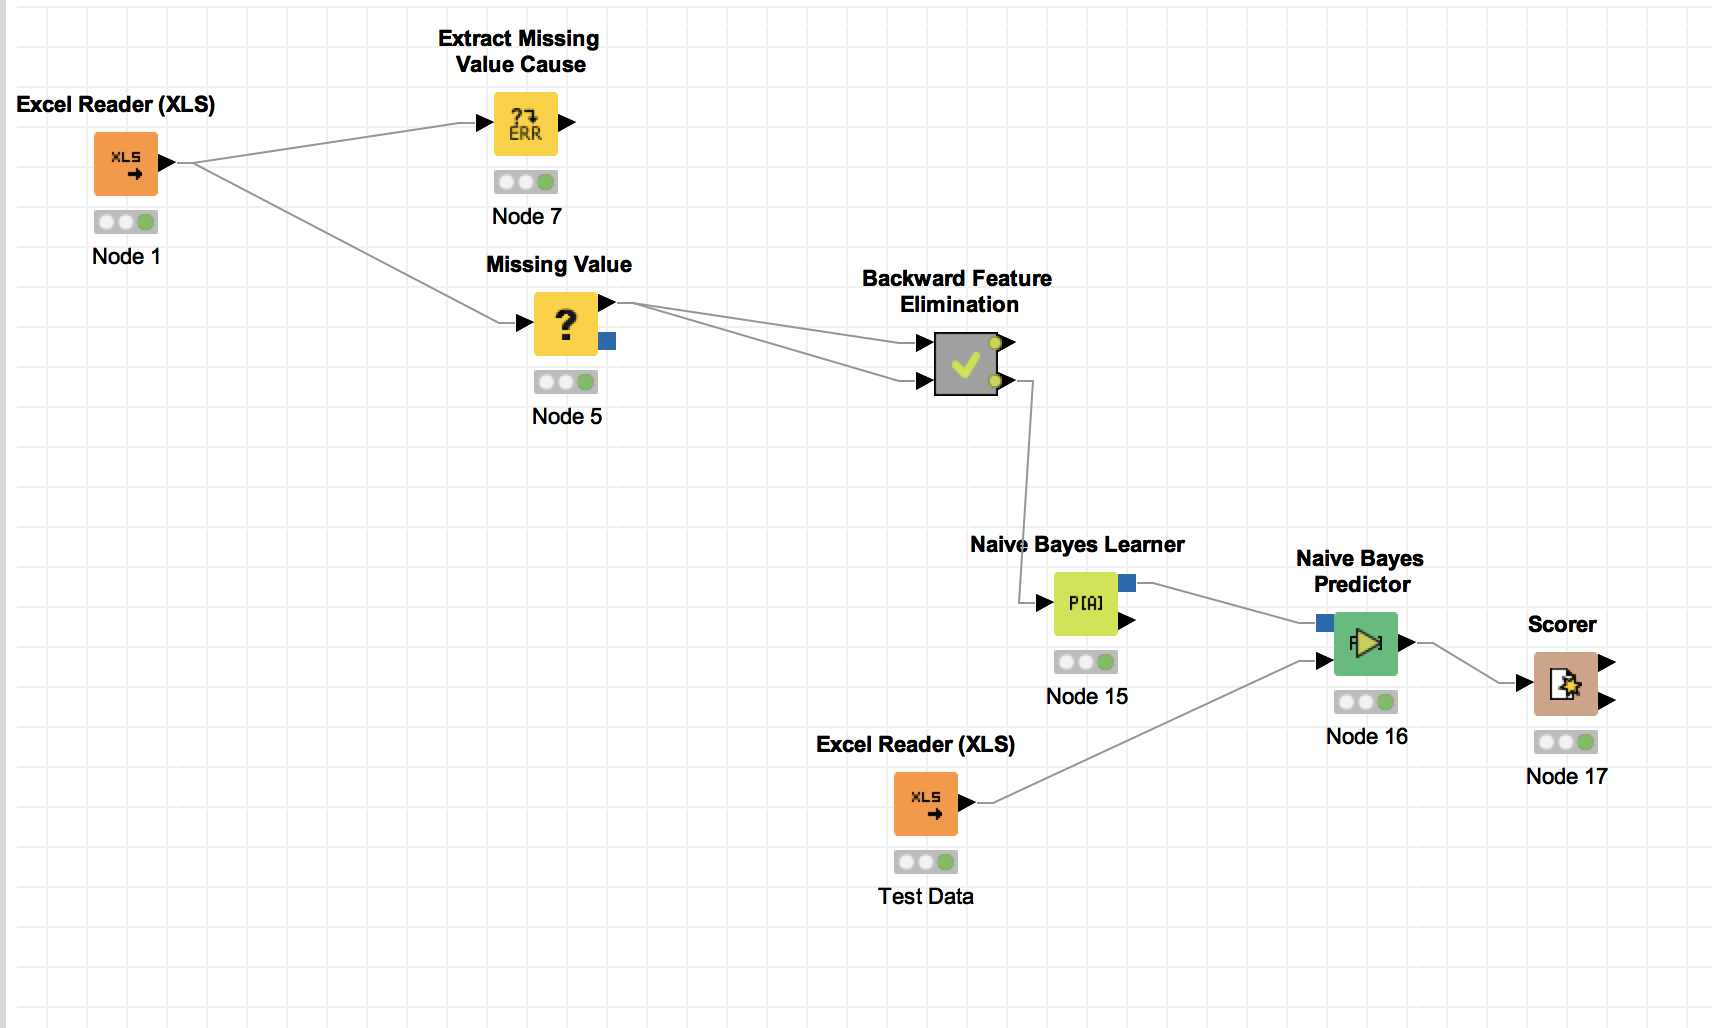 Extract Missing
Value Cause
Excel Reader (XLS)
?
ERR
XLS
Node 7
Node 1
Missing Value
Backward Feature
Elimination
?
Node 5
Naive Bayes Learner
Naive Bayes
Predictor
P[A]
Scorer
Node 15
Node 16
Excel Reader (XLS)
Node 17
XLS
Test Data